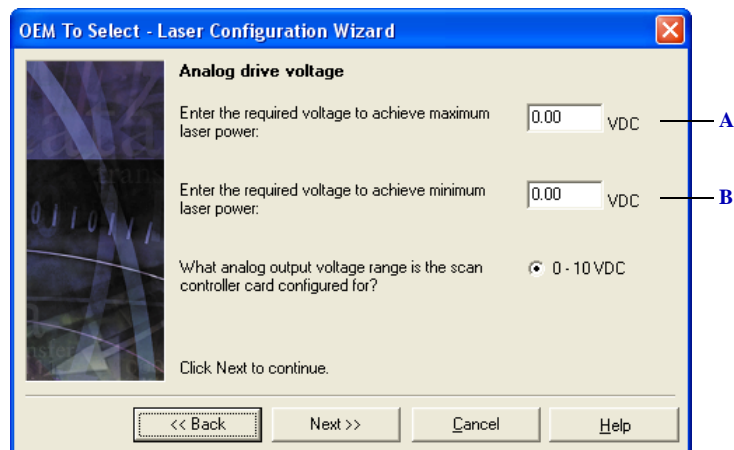 OEM To Select - Laser Configuration Wizard
Analog drive voltage
Enter the required voltage to achieve maximum
laser power:
0.00 VDC
A
Enter the required voltage to achieve minimum
laser power:
0.00 VDC
B
What analog output voltage range is the scan
controller card configured for?
0 - 10 VDC
Click Next to continue.
<< Back
Next >>
Cancel
Help